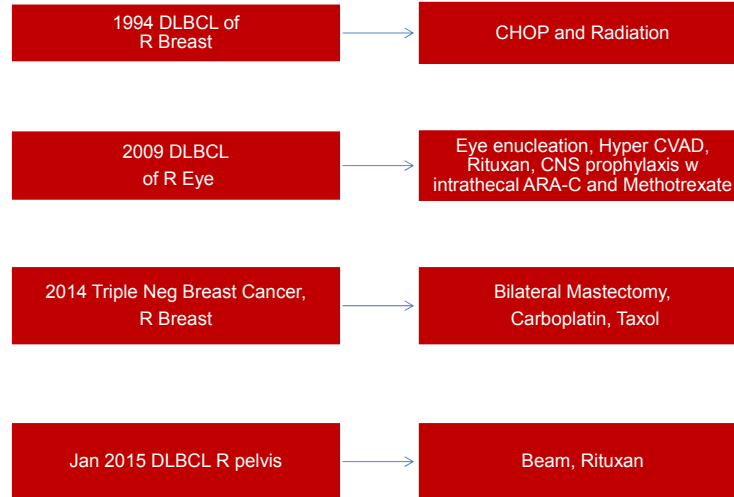 1994 DLBCL of
R Breast
CHOP and Radiation
2009 DLBCL
of R Eye
Eye enucleation, Hyper CVAD,
Rituxan, CNS prophylaxis w
intrathecal ARA-C and Methotrexate
2014 Triple Neg Breast Cancer,
R Breast
Bilateral Mastectomy,
Carboplatin, Taxol
Jan 2015 DLBCL R pelvis
Beam, Rituxan